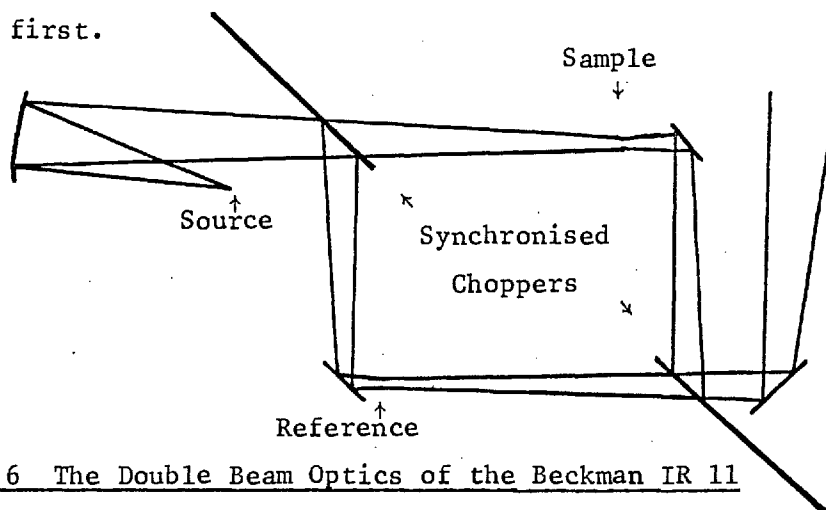 first.
Sample
Source
Synchronised
Choppers
Reference
6 The Double Beam Optics of the Beckman IR 11